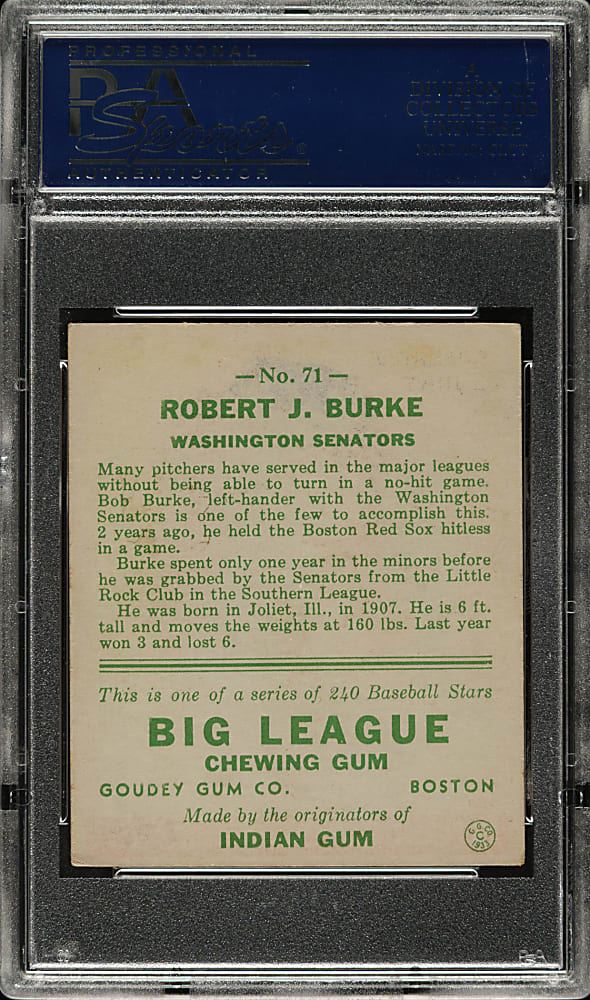 PROFESSIONAL
PSA
Sports
AUTHENTICATOR
A
DIVISION OF
COLLECTORS
UNIVERSE
NASDAQ: CLCT
—No. 71—
ROBERT J. BURKE
WASHINGTON SENATORS
Many pitchers have served in the major leagues
without being able to turn in a no-hit game.
Bob Burke, left-hander with the Washington
Senators is one of the few to accomplish this.
2 years ago, he held the Boston Red Sox hitless
in a game.
Burke spent only one year in the minors before
he was grabbed by the Senators from the Little
Rock Club in the Southern League.
He was born in Joliet, Ill., in 1907. He is 6 ft.
tall and moves the weights at 160 lbs. Last year
won 3 and lost 6.
This is one of a series of 240 Baseball Stars
BIG LEAGUE
CHEWING GUM
GOUDEY GUM CO. BOSTON
Made by the originators of
INDIAN GUM
G. G. CO.
C
1933
PSA